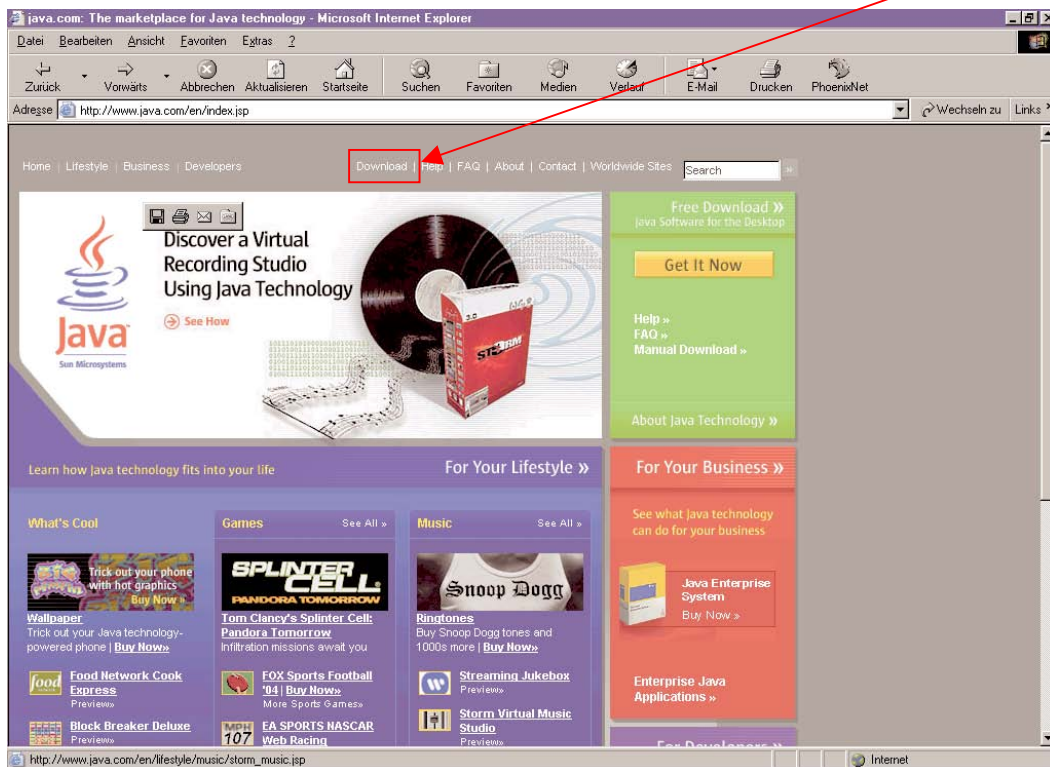 java.com: The marketplace for Java technology - Microsoft Internet Explorer
Datei Bearbeiten Ansicht Favoriten Extras ?
Zurück Vorwärts Abbrechen Aktualisieren Startseite Suchen Favoriten Medien Verlauf E-Mail Drucken PhoenixNet
Adresse http://www.java.com/en/index.jsp Wechseln zu Links
Home | Lifestyle | Business | Developers
Download | Help | FAQ | About | Contact | Worldwide Sites
Search
Java
Sun Microsystems
Discover a Virtual
Recording Studio
Using Java Technology
See How
3.0
STORM
Free Download »
Java Software for the Desktop
Get It Now
Help »
FAQ »
Manual Download »
About Java Technology »
Learn how Java technology fits into your life
For Your Lifestyle »
What's Cool
Trick out your phone
with hot graphics
Buy Now »
Wallpaper
Trick out your Java technology-
powered phone | Buy Now»
food
Food Network Cook
Express
Preview»
Block Breaker Deluxe
Preview»
Games See All »
SPLINTER
CELL
PANDORA TOMORROW
Tom Clancy's Splinter Cell:
Pandora Tomorrow
Infiltration missions await you
FOX Sports Football
'04 | Buy Now»
More Sports Games»
MPH
107
EA SPORTS NASCAR
Web Racing
Music See All »
Snoop Dogg
Ringtones
Buy Snoop Dogg tones and
1000s more | Buy Now»
Streaming Jukebox
Preview»
Storm Virtual Music
Studio
Preview»
For Your Business »
See what Java technology
can do for your business
Java Enterprise
System
Buy Now »
Enterprise Java
Applications »
For Developers »
http://www.java.com/en/lifestyle/music/storm_music.jsp
Internet